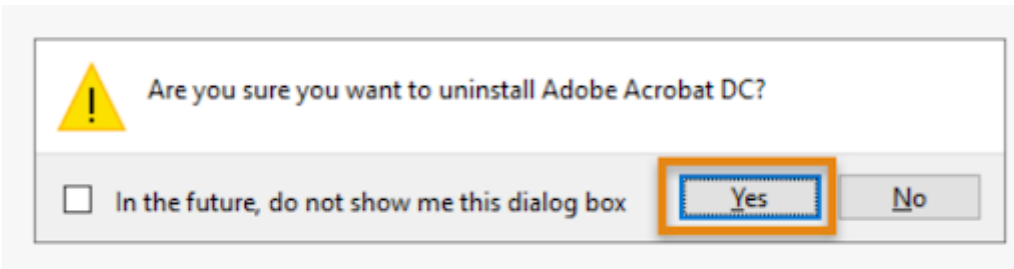 Are you sure you want to uninstall Adobe Acrobat DC?
In the future, do not show me this dialog box
Yes
No